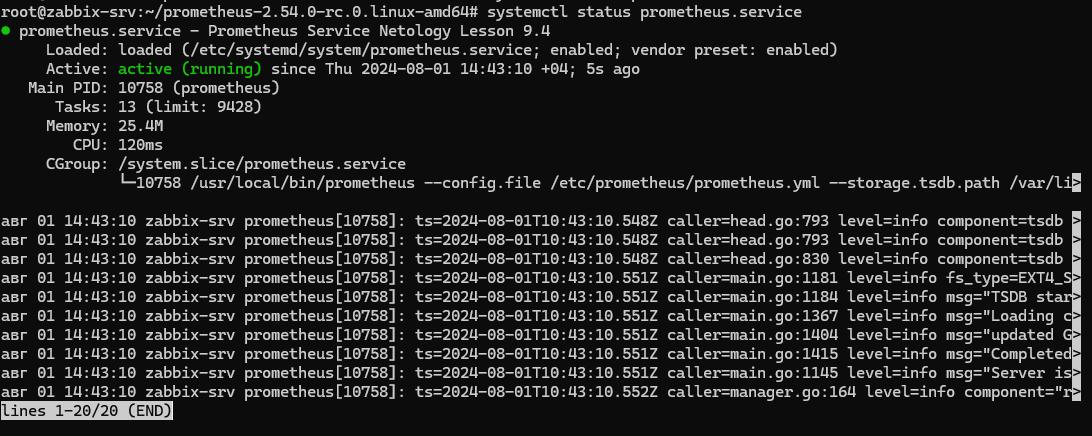 root@zabbix-srv:~/prometheus-2.54.0-rc.0.linux-amd64# systemctl status prometheus.service
● prometheus.service - Prometheus Service Netology Lesson 9.4
     Loaded: loaded (/etc/systemd/system/prometheus.service; enabled; vendor preset: enabled)
     Active: active (running) since Thu 2024-08-01 14:43:10 +04; 5s ago
   Main PID: 10758 (prometheus)
      Tasks: 13 (limit: 9428)
     Memory: 25.4M
        CPU: 120ms
     CGroup: /system.slice/prometheus.service
             └─10758 /usr/local/bin/prometheus --config.file /etc/prometheus/prometheus.yml --storage.tsdb.path /var/li>

авг 01 14:43:10 zabbix-srv prometheus[10758]: ts=2024-08-01T10:43:10.548Z caller=head.go:793 level=info component=tsdb >
авг 01 14:43:10 zabbix-srv prometheus[10758]: ts=2024-08-01T10:43:10.548Z caller=head.go:793 level=info component=tsdb >
авг 01 14:43:10 zabbix-srv prometheus[10758]: ts=2024-08-01T10:43:10.548Z caller=head.go:830 level=info component=tsdb >
авг 01 14:43:10 zabbix-srv prometheus[10758]: ts=2024-08-01T10:43:10.551Z caller=main.go:1181 level=info fs_type=EXT4_S>
авг 01 14:43:10 zabbix-srv prometheus[10758]: ts=2024-08-01T10:43:10.551Z caller=main.go:1184 level=info msg="TSDB star>
авг 01 14:43:10 zabbix-srv prometheus[10758]: ts=2024-08-01T10:43:10.551Z caller=main.go:1367 level=info msg="Loading c>
авг 01 14:43:10 zabbix-srv prometheus[10758]: ts=2024-08-01T10:43:10.551Z caller=main.go:1404 level=info msg="updated G>
авг 01 14:43:10 zabbix-srv prometheus[10758]: ts=2024-08-01T10:43:10.551Z caller=main.go:1415 level=info msg="Completed>
авг 01 14:43:10 zabbix-srv prometheus[10758]: ts=2024-08-01T10:43:10.551Z caller=main.go:1145 level=info msg="Server is>
авг 01 14:43:10 zabbix-srv prometheus[10758]: ts=2024-08-01T10:43:10.552Z caller=manager.go:164 level=info component="r>
lines 1-20/20 (END)